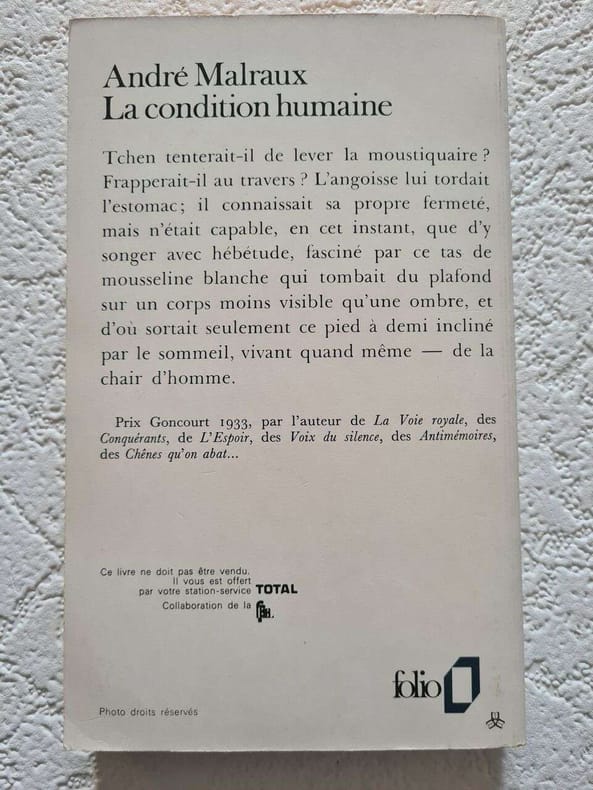 André Malraux
La condition humaine
Tchen tenterait-il de lever la moustiquaire ?
Frapperait-il au travers ? L'angoisse lui tordait
l'estomac ; il connaissait sa propre fermeté,
mais n'était capable, en cet instant, que d'y
songer avec hébétude, fasciné par ce tas de
mousseline blanche qui tombait du plafond
sur un corps moins visible qu'une ombre, et
d'où sortait seulement ce pied à demi incliné
par le sommeil, vivant quand même — de la
chair d'homme.
Prix Goncourt 1933, par l'auteur de La Voie royale, des
Conquérants, de L'Espoir, des Voix du silence, des Antimémoires,
des Chênes qu'on abat...
Ce livre ne doit pas être vendu.
Il vous est offert
par votre station-service TOTAL
Collaboration de la
folio
Photo droits réservés